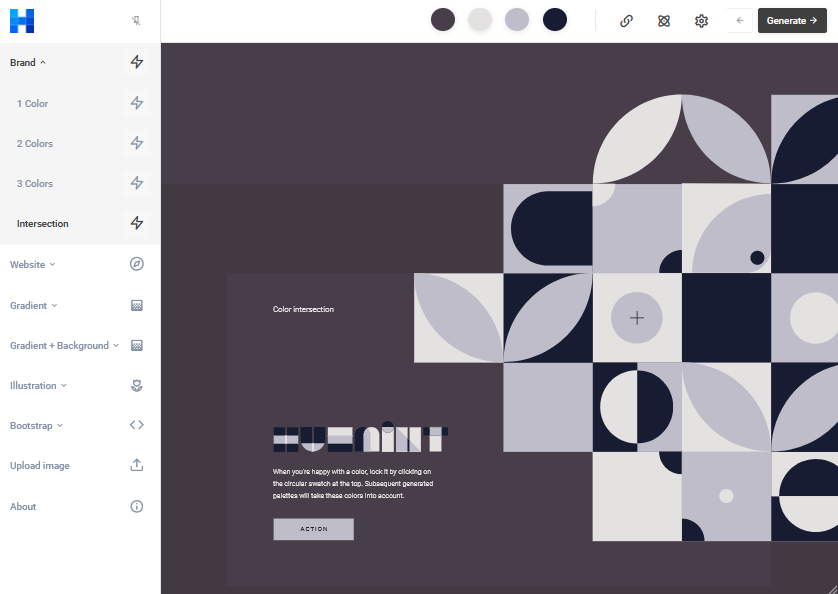 Generate
Brand
1 Color
2 Colors
3 Colors
Intersection
Website
Gradient
Gradient + Background
Illustration
Bootstrap
Upload image
About
Color intersection
HUEMINT
When you're happy with a color, lock it by clicking on
the circular swatch at the top. Subsequent generated
palettes will take these colors into account.
ACTION